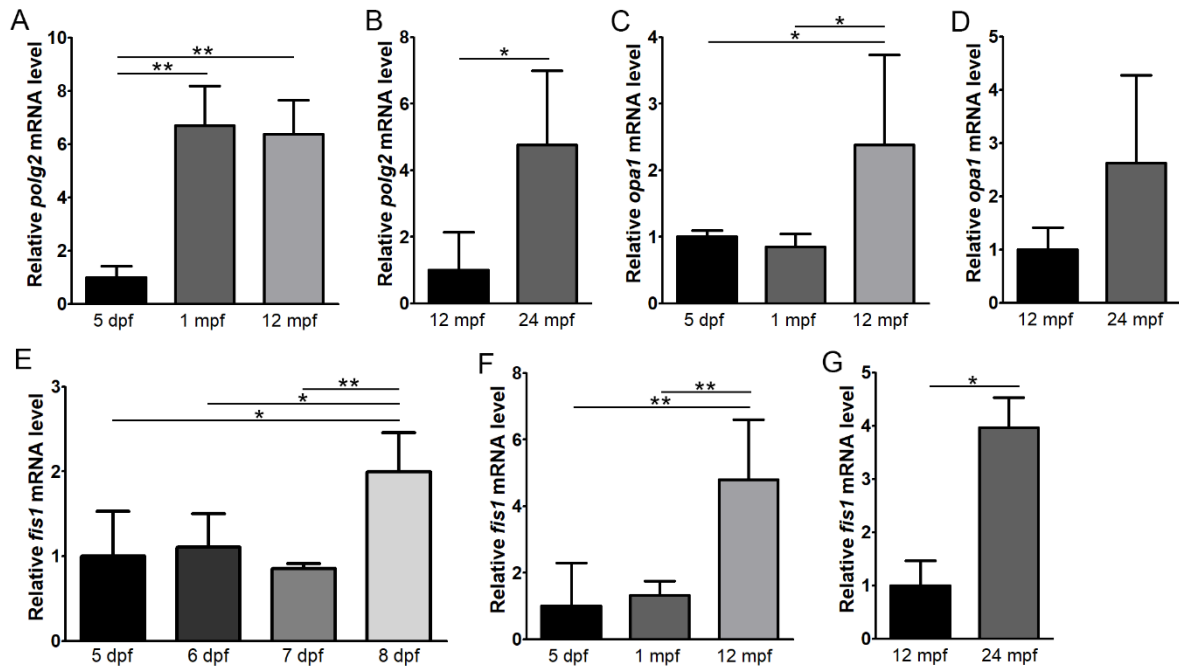 A
Relative polg2 mRNA level
10
8
6
4
2
0
**
**
5 dpf 1 mpf 12 mpf
B
Relative polg2 mRNA level
8
6
4
2
0
*
12 mpf 24 mpf
C
Relative opa1 mRNA level
4
3
2
1
0
*
*
5 dpf 1 mpf 12 mpf
D
Relative opa1 mRNA level
5
4
3
2
1
0
12 mpf 24 mpf
E
Relative fis1 mRNA level
3
2
1
0
**
*
*
5 dpf 6 dpf 7 dpf 8 dpf
F
Relative fis1 mRNA level
8
6
4
2
0
**
**
5 dpf 1 mpf 12 mpf
G
Relative fis1 mRNA level
5
4
3
2
1
0
*
12 mpf 24 mpf